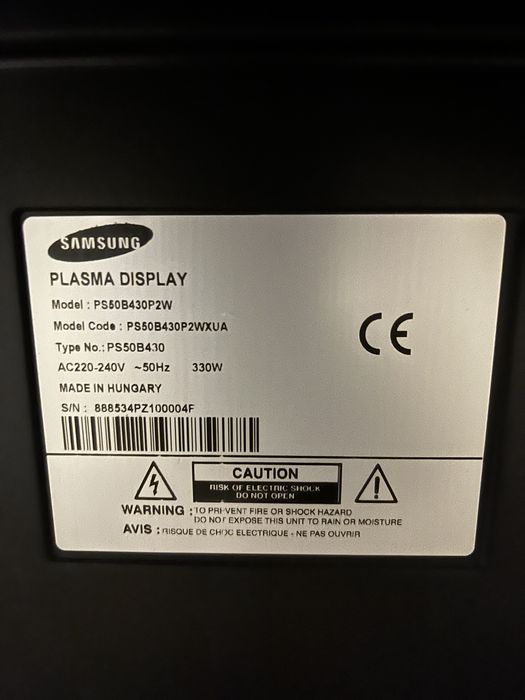 SAMSUNG
PLASMA DISPLAY
Model : PS50B430P2W
Model Code : PS50B430P2WXUA
Type No.: PS50B430
AC220-240V ~50Hz 330W
MADE IN HUNGARY
S/N : 888534PZ100004F
CE
CAUTION
RISK OF ELECTRIC SHOCK
DO NOT OPEN
WARNING : TO PREVENT FIRE OR SHOCK HAZARD
DO NOT EXPOSE THIS UNIT TO RAIN OR MOISTURE
AVIS : RISQUE DE CHOC ELECTRIQUE - NE PAS OUVRIR